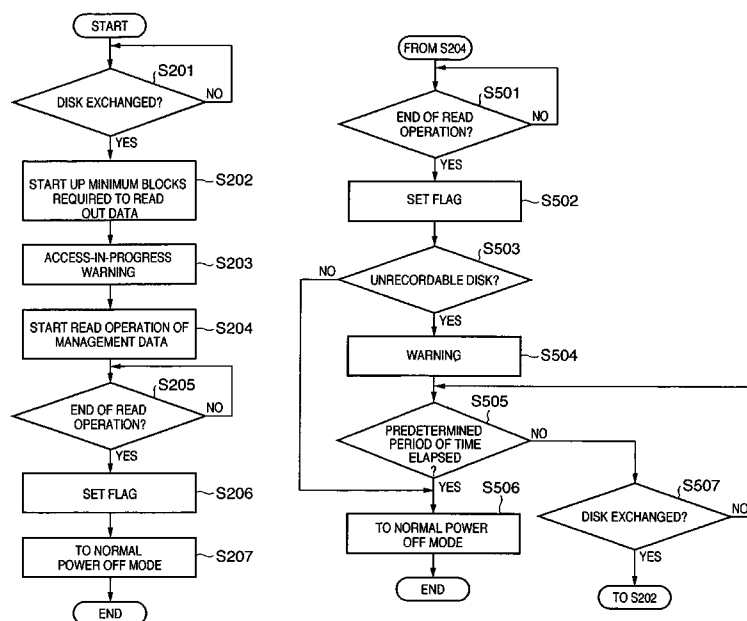 START
S201
DISK EXCHANGED?
NO
YES
START UP MINIMUM BLOCKS
REQUIRED TO READ
OUT DATA
S202
ACCESS-IN-PROGRESS
WARNING
S203
START READ OPERATION OF
MANAGEMENT DATA
S204
S205
END OF READ
OPERATION?
NO
YES
SET FLAG
S206
TO NORMAL
POWER OFF MODE
S207
END
FROM S204
S501
END OF READ
OPERATION?
NO
YES
SET FLAG
S502
S503
NO
UNRECORDABLE DISK?
YES
WARNING
S504
S505
PREDETERMINED
PERIOD OF TIME
ELAPSED
?
NO
YES
S506
TO NORMAL POWER
OFF MODE
END
S507
DISK EXCHANGED?
NO
YES
TO S202